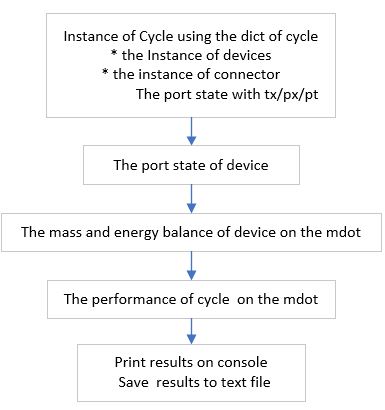 Instance of Cycle using the dict of cycle
* the Instance of devices
* the instance of connector
The port state with tx/px/pt
The port state of device
The mass and energy balance of device on the mdot
The performance of cycle on the mdot
Print results on console
Save results to text file